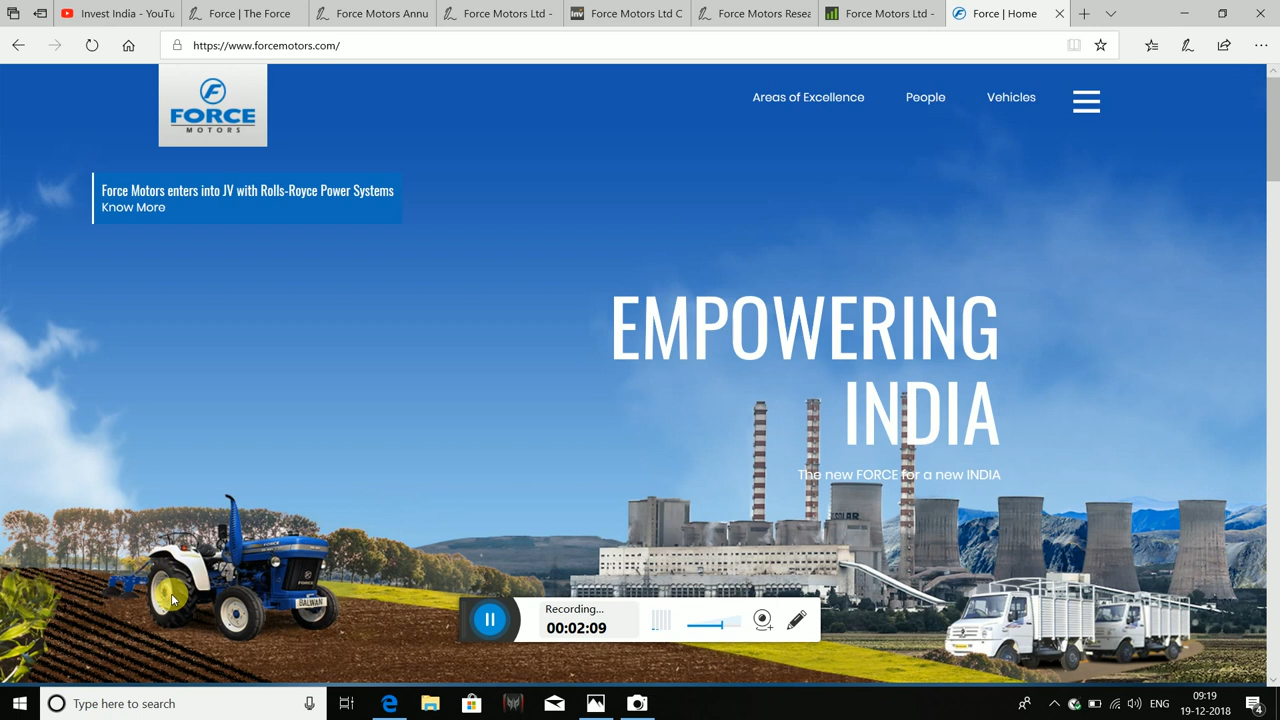 Invest India - YouTu
Force | The Force
Force Motors Annu
Force Motors Ltd -
Inv
Force Motors Ltd C
Force Motors Resea
Force Motors Ltd -
Force | Home
https://www.forcemotors.com/
FORCE
MOTORS
Areas of Excellence
People
Vehicles
Force Motors enters into JV with Rolls-Royce Power Systems
Know More
EMPOWERING
INDIA
The new FORCE for a new INDIA
FORCE
BALWAN
Recording...
00:02:09
Type here to search
ENG
09:19
19-12-2018
4